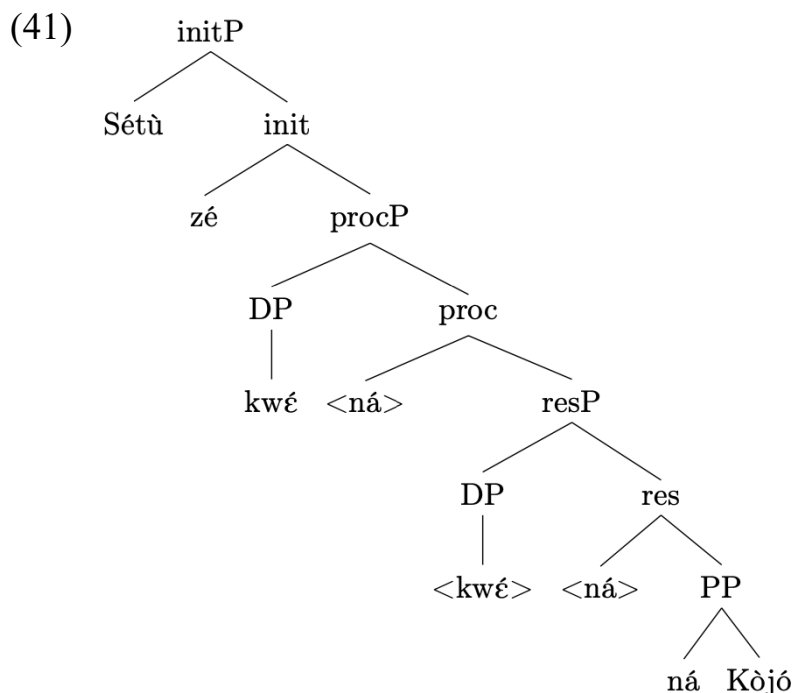 (41) initP
Sétù init
zé procP
DP proc
kwɛ́ <ná> resP
DP res
<kwɛ́> <ná> PP
ná Kòjó